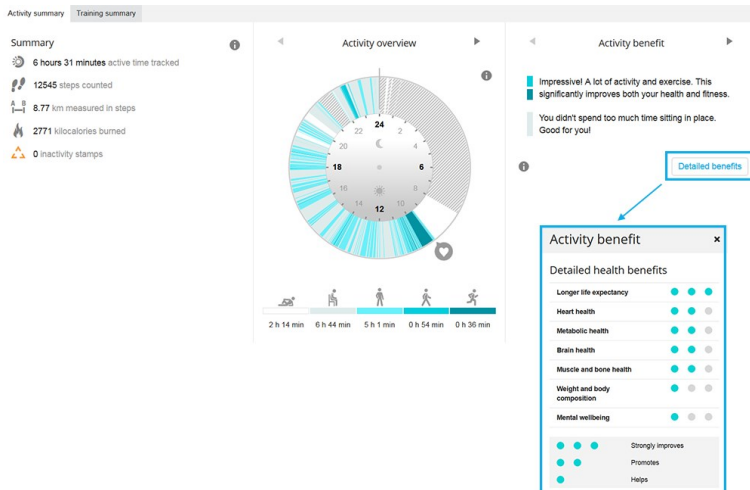 Activity summary
Training summary
Summary
6 hours 31 minutes active time tracked
12545 steps counted
A B
8.77 km measured in steps
2771 kilocalories burned
0 inactivity stamps
Activity overview
24
22 2
20 4
18 6
16 8
14 10
12
2 h 14 min
6 h 44 min
5 h 1 min
0 h 54 min
0 h 36 min
Activity benefit
Impressive! A lot of activity and exercise. This
significantly improves both your health and fitness.
You didn't spend too much time sitting in place.
Good for you!
Detailed benefits
Activity benefit
×
Detailed health benefits
Longer life expectancy
Heart health
Metabolic health
Brain health
Muscle and bone health
Weight and body
composition
Mental wellbeing
Strongly improves
Promotes
Helps